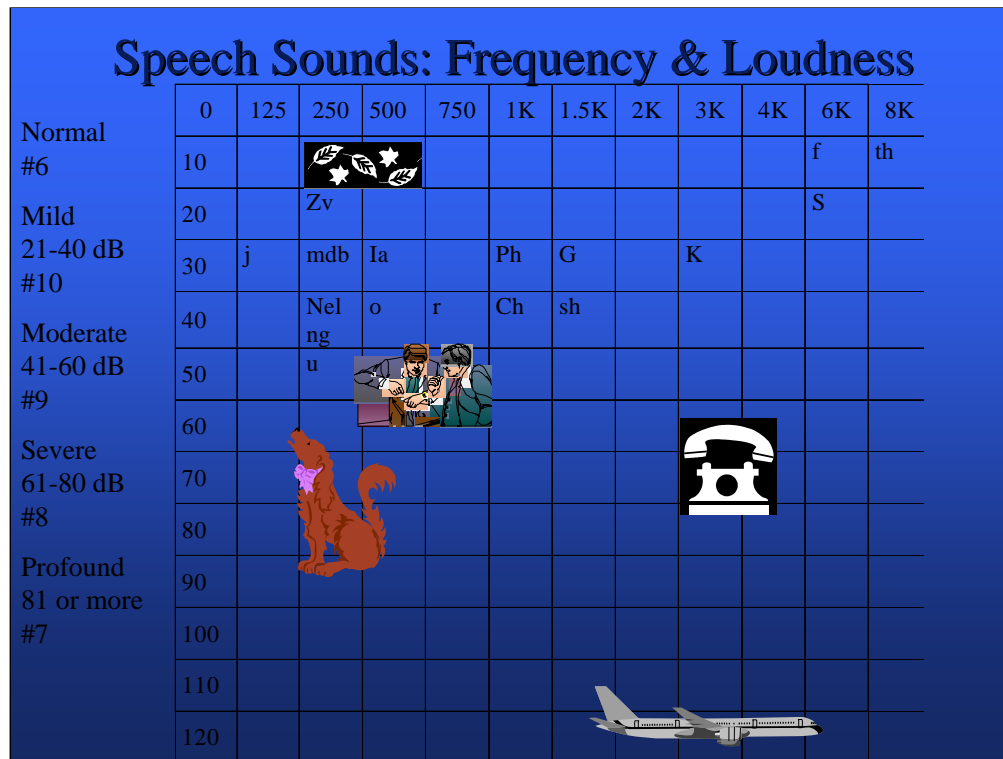 Speech Sounds: Frequency & Loudness
Normal
#6
Mild
21-40 dB
#10
Moderate
41-60 dB
#9
Severe
61-80 dB
#8
Profound
81 or more
#7
0 125 250 500 750 1K 1.5K 2K 3K 4K 6K 8K
10 f th
20 Zv S
30 j mdb Ia Ph G K
40 Nel o r Ch sh
ng
50 u
60
70
80
90
100
110
120